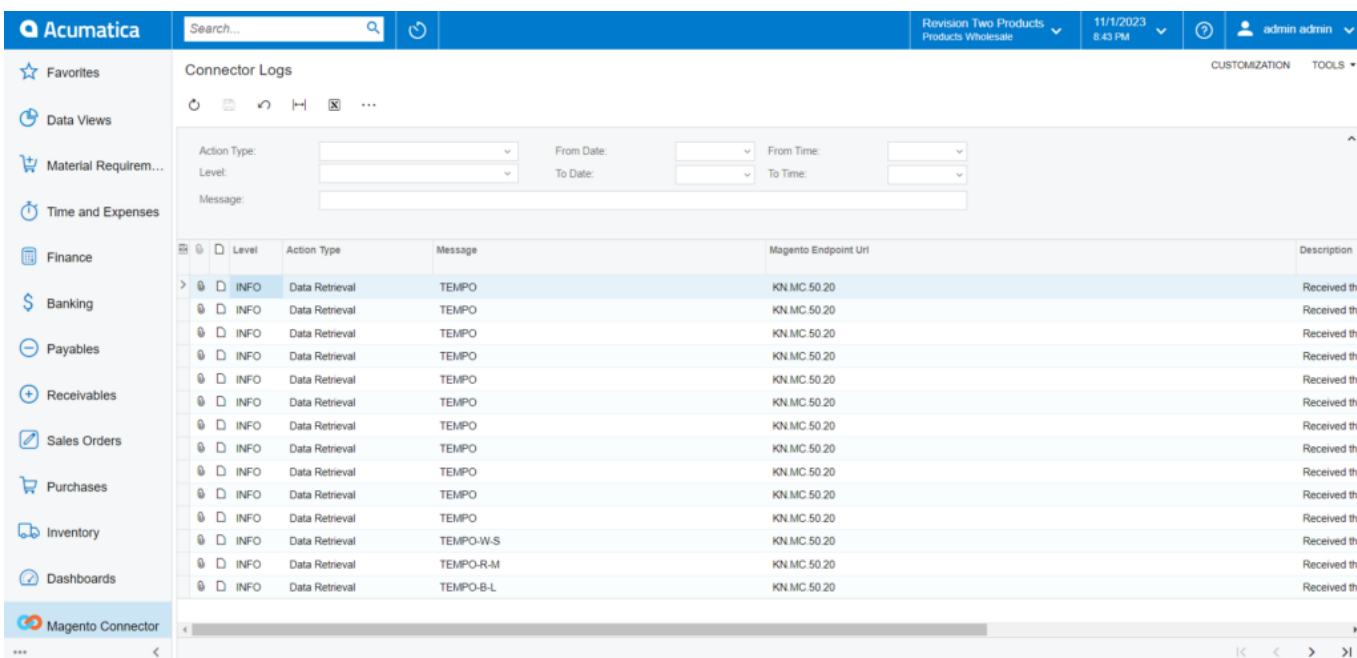 Acumatica
Search...
Revision Two Products
Products Wholesale
11/1/2023
8:43 PM
admin admin
Favorites
Data Views
Material Requirem...
Time and Expenses
Finance
Banking
Payables
Receivables
Sales Orders
Purchases
Inventory
Dashboards
Magento Connector
Connector Logs
CUSTOMIZATION TOOLS
Action Type: From Date: From Time:
Level: To Date: To Time:
Message:
Level Action Type Message Magento Endpoint Url Description
INFO Data Retrieval TEMPO KN.MC.50.20 Received th
INFO Data Retrieval TEMPO KN.MC.50.20 Received th
INFO Data Retrieval TEMPO KN.MC.50.20 Received th
INFO Data Retrieval TEMPO KN.MC.50.20 Received th
INFO Data Retrieval TEMPO KN.MC.50.20 Received th
INFO Data Retrieval TEMPO KN.MC.50.20 Received th
INFO Data Retrieval TEMPO KN.MC.50.20 Received th
INFO Data Retrieval TEMPO KN.MC.50.20 Received th
INFO Data Retrieval TEMPO KN.MC.50.20 Received th
INFO Data Retrieval TEMPO KN.MC.50.20 Received th
INFO Data Retrieval TEMPO KN.MC.50.20 Received th
INFO Data Retrieval TEMPO-W-S KN.MC.50.20 Received th
INFO Data Retrieval TEMPO-R-M KN.MC.50.20 Received th
INFO Data Retrieval TEMPO-B-L KN.MC.50.20 Received th